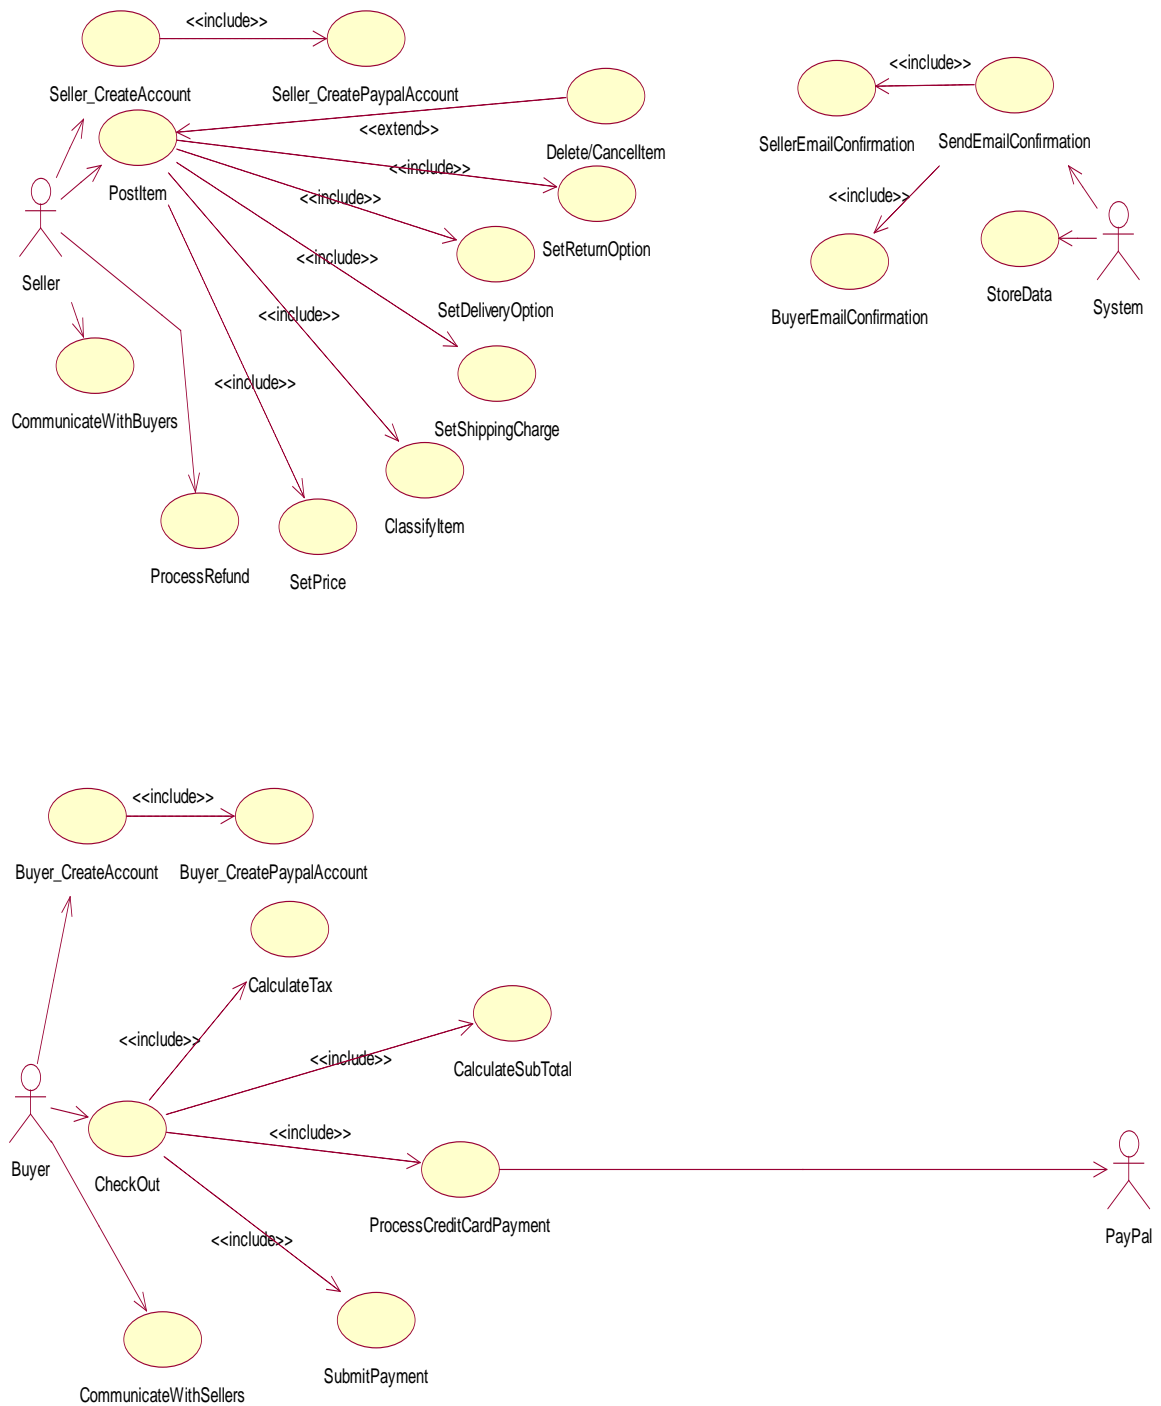 <<include>>
Seller_CreateAccount
Seller_CreatePaypalAccount
<<extend>>
Delete/CancelItem
PostItem
<<include>>
SetReturnOption
<<include>>
Seller
SetDeliveryOption
<<include>>
<<include>>
SetShippingCharge
<<include>>
CommunicateWithBuyers
ClassifyItem
ProcessRefund
SetPrice
<<include>>
SellerEmailConfirmation
SendEmailConfirmation
<<include>>
BuyerEmailConfirmation
StoreData
System
<<include>>
Buyer_CreateAccount
Buyer_CreatePaypalAccount
CalculateTax
<<include>>
<<include>>
CalculateSubTotal
<<include>>
Buyer
CheckOut
ProcessCreditCardPayment
PayPal
<<include>>
SubmitPayment
CommunicateWithSellers